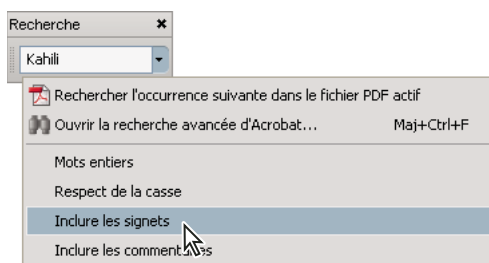 Recherche
Kahili
Rechercher l'occurrence suivante dans le fichier PDF actif
Ouvrir la recherche avancée d'Acrobat... Maj+Ctrl+F
Mots entiers
Respect de la casse
Inclure les signets
Inclure les commentaires